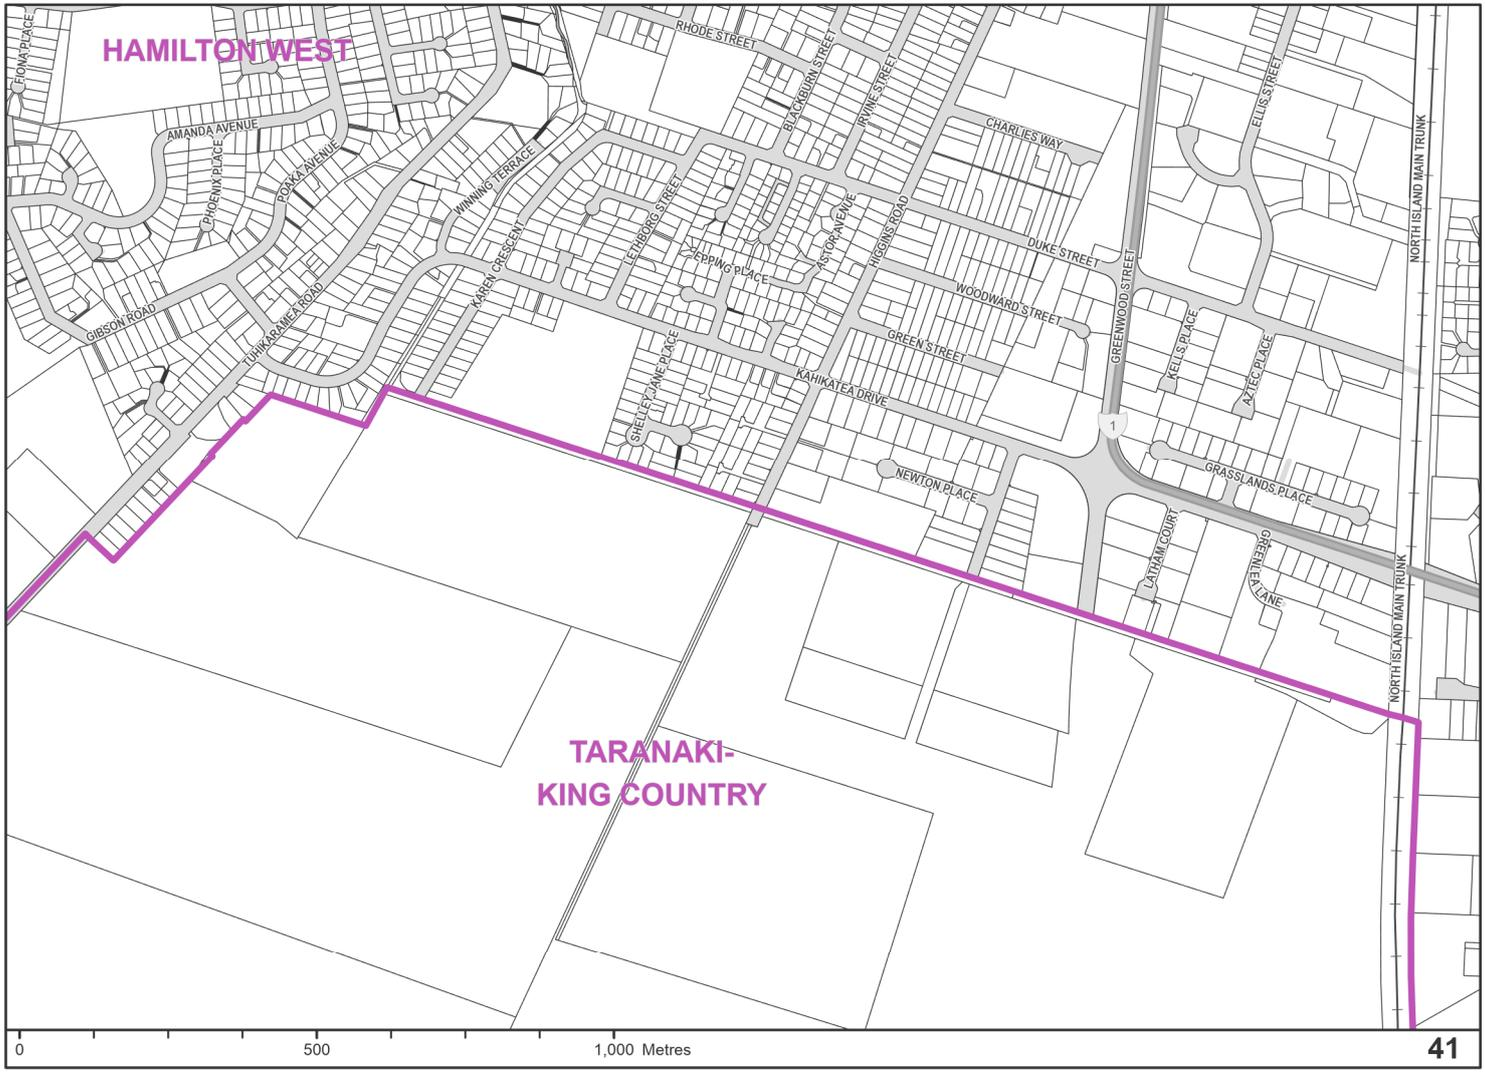 HAMILTON WEST
FIONA PLACE
RHODE STREET
BLACKBURN STREET
IRVINE STREET
ELLIS STREET
AMANDA AVENUE
CHARLIES WAY
PHOENIX PLACE
POAKA AVENUE
WINNING TERRACE
NORTH ISLAND MAIN TRUNK
LETHBORG STREET
ASTOR AVENUE
HIGGINS ROAD
KAREN CRESCENT
EPPING PLACE
DUKE STREET
GREENWOOD STREET
GIBSON ROAD
TUHIKARAMEA ROAD
WOODWARD STREET
GREEN STREET
KELLS PLACE
AZTEC PLACE
SHELLEY JANE PLACE
KAHIKATEA DRIVE
1
NEWTON PLACE
GRASSLANDS PLACE
LATHAM COURT
GREENLEA LANE
NORTH ISLAND MAIN TRUNK
TARANAKI-
KING COUNTRY
0 500 1,000 Metres
41